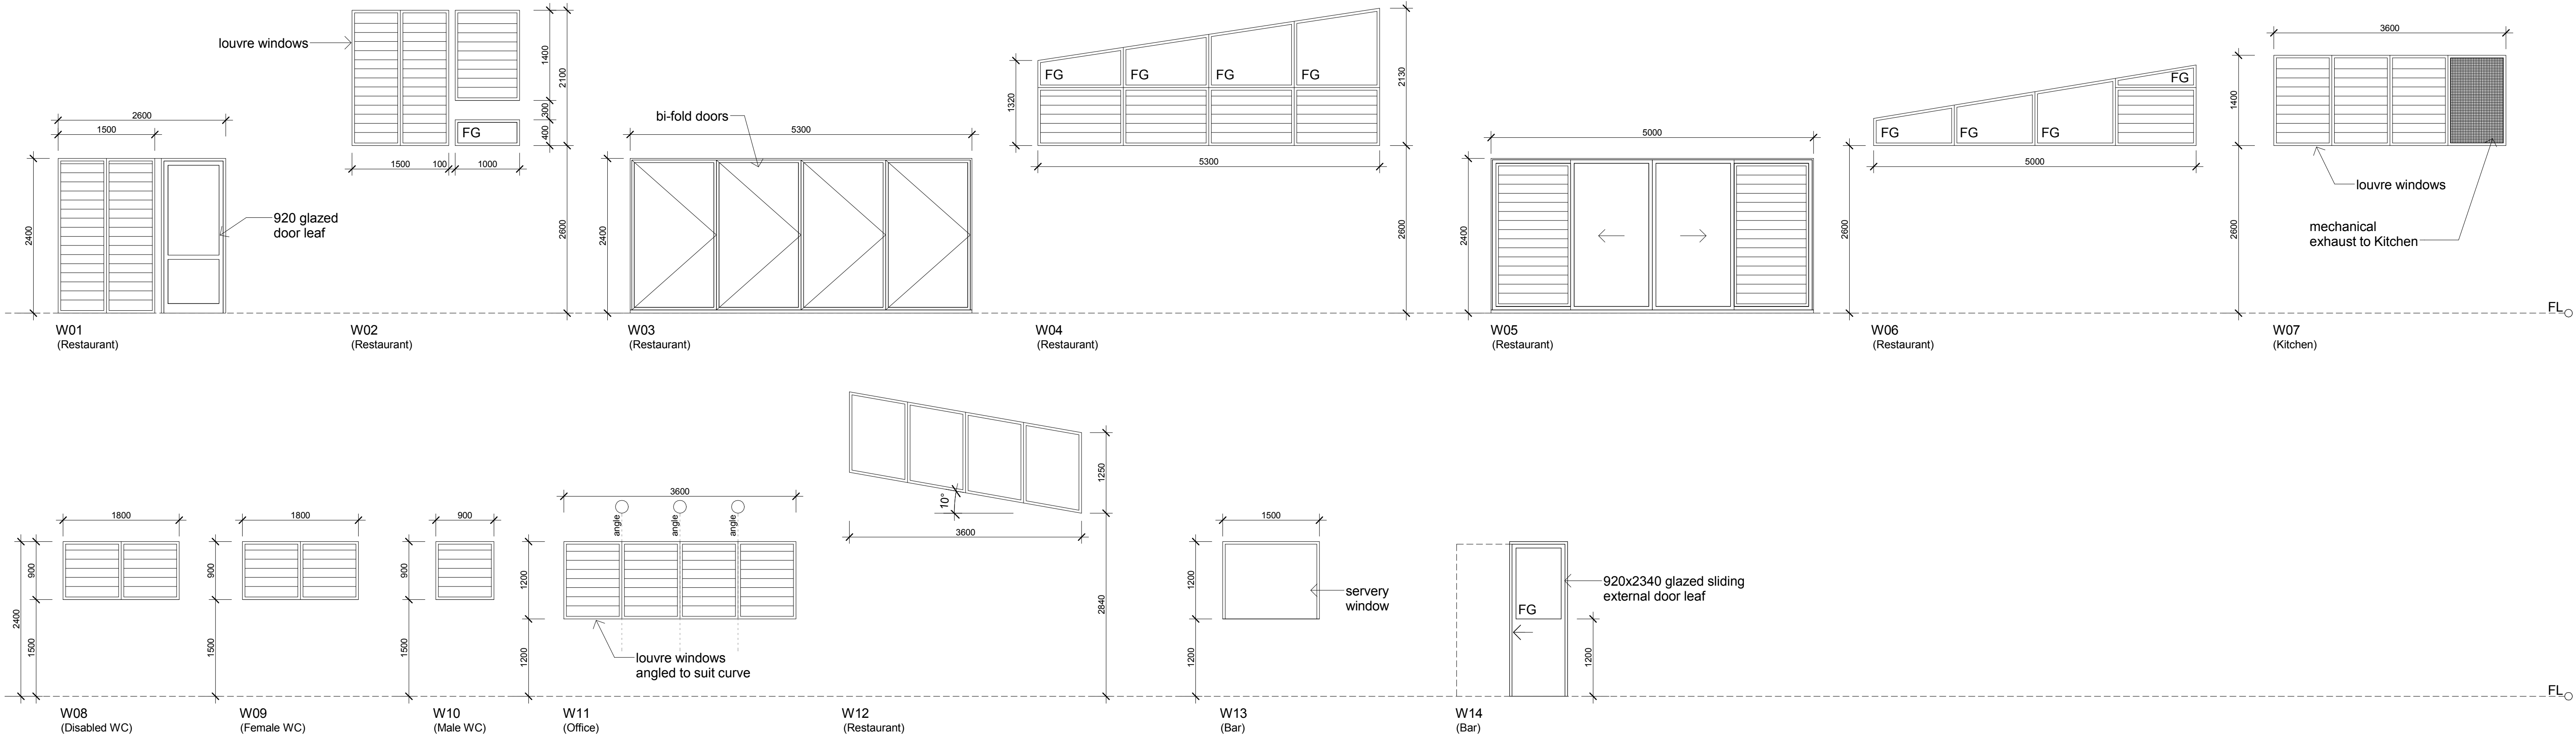 louvre windows
1400
2100
300
400
FG
1500
100
1000
2600
2600
1500
2400
920 glazed
door leaf
W01
(Restaurant)
W02
(Restaurant)
bi-fold doors
5300
2400
W03
(Restaurant)
FG
FG
FG
FG
1320
2130
5300
2600
W04
(Restaurant)
5000
2400
W05
(Restaurant)
FG
FG
FG
FG
5000
2600
W06
(Restaurant)
3600
1400
2600
louvre windows
mechanical
exhaust to Kitchen
W07
(Kitchen)
FL
1800
900
2400
1500
W08
(Disabled WC)
1800
900
1500
W09
(Female WC)
900
900
1500
W10
(Male WC)
3600
angle
angle
angle
1200
1200
louvre windows
angled to suit curve
W11
(Office)
10°
3600
1250
2840
W12
(Restaurant)
1500
1200
1200
servery
window
W13
(Bar)
FG
920x2340 glazed sliding
external door leaf
1200
W14
(Bar)
FL